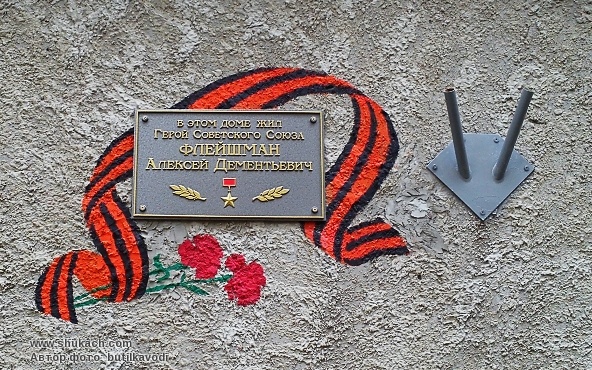 В ЭТОМ ДОМЕ ЖИЛ
ГЕРОЙ СОВЕТСКОГО СОЮЗА
ФЛЕЙШМАН
АЛЕКСЕЙ ДЕМЕНТЬЕВИЧ
www.shukach.com
Автор фото: butilkavodi